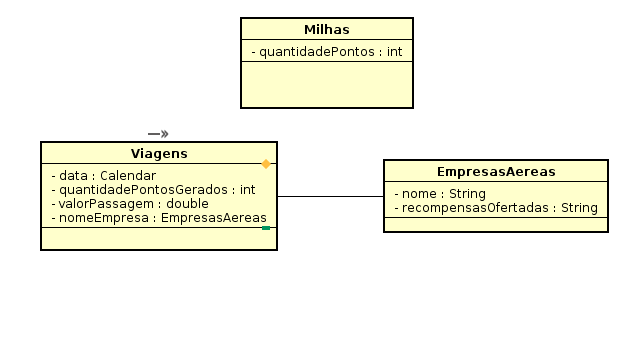 Milhas
- quantidadePontos : int
Viagens
- data : Calendar
- quantidadePontosGerados : int
- valorPassagem : double
- nomeEmpresa : EmpresasAereas
EmpresasAereas
- nome : String
- recompensasOfertadas : String